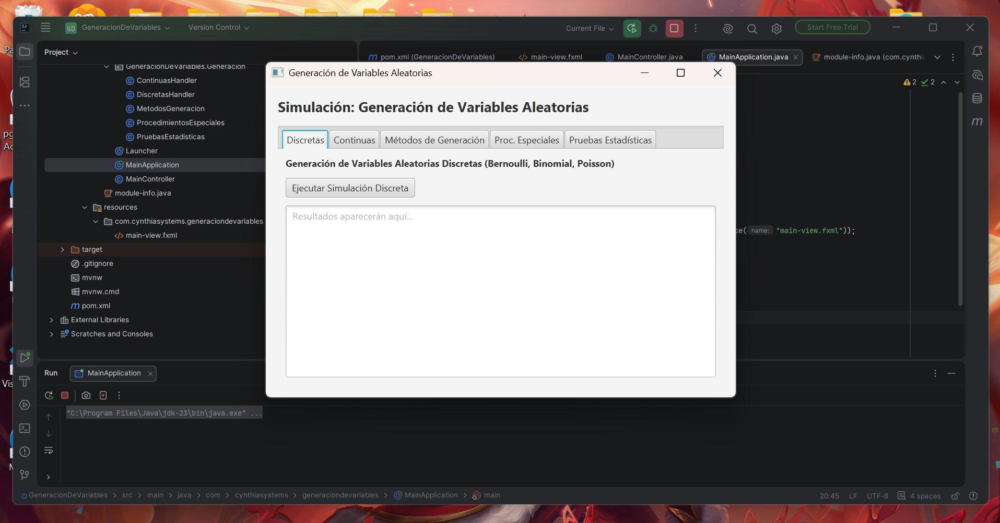 IJ
GD GeneracionDeVariables
Version Control
Current File
Start Free Trial
Project
pom.xml (GeneracionDeVariables)
main-view.fxml
MainController.java
MainApplication.java
module-info.java (com.cynthi
GeneracionDeVariables.Generacion
ContinuasHandler
DiscretasHandler
MetodosGeneracion
ProcedimientosEspeciales
PruebasEstadisticas
Launcher
MainApplication
MainController
module-info.java
resources
com.cynthiasystems.generaciondevariables
main-view.fxml
target
.gitignore
mvnw
mvnw.cmd
pom.xml
External Libraries
Scratches and Consoles
2 2
ce( name: "main-view.fxml"));
Generación de Variables Aleatorias
Simulación: Generación de Variables Aleatorias
Discretas
Continuas
Métodos de Generación
Proc. Especiales
Pruebas Estadísticas
Generación de Variables Aleatorias Discretas (Bernoulli, Binomial, Poisson)
Ejecutar Simulación Discreta
Resultados aparecerán aquí...
Run
MainApplication
"C:\Program Files\Java\jdk-23\bin\java.exe" ...
GeneracionDeVariables > src > main > java > com > cynthiasystems > generaciondevariables > MainApplication > main
20:45 LF UTF-8 4 spaces
Pa
pg
Ac
Vis